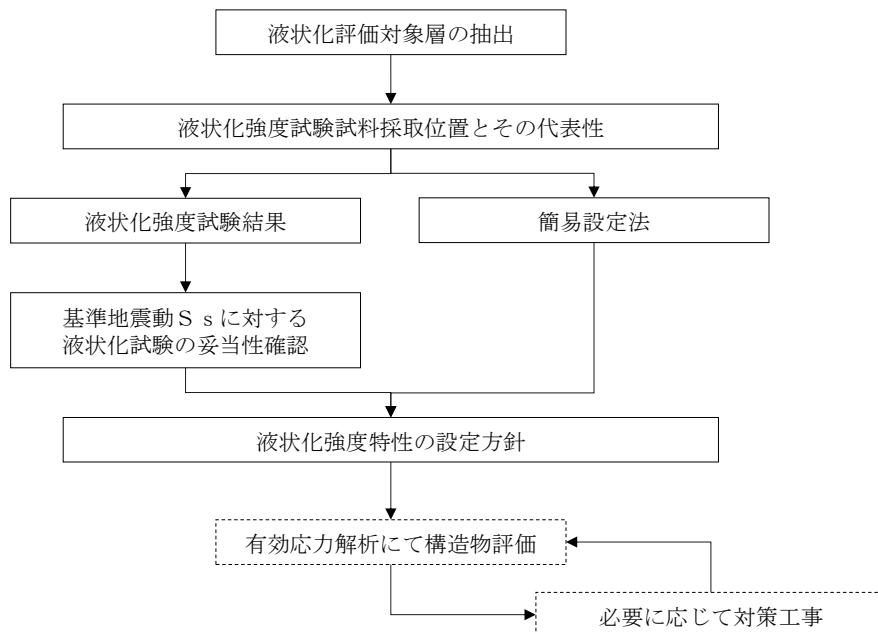 液状化評価対象層の抽出
液状化強度試験試料採取位置とその代表性
液状化強度試験結果
簡易設定法
基準地震動Ｓｓに対する
液状化試験の妥当性確認
液状化強度特性の設定方針
有効応力解析にて構造物評価
必要に応じて対策工事